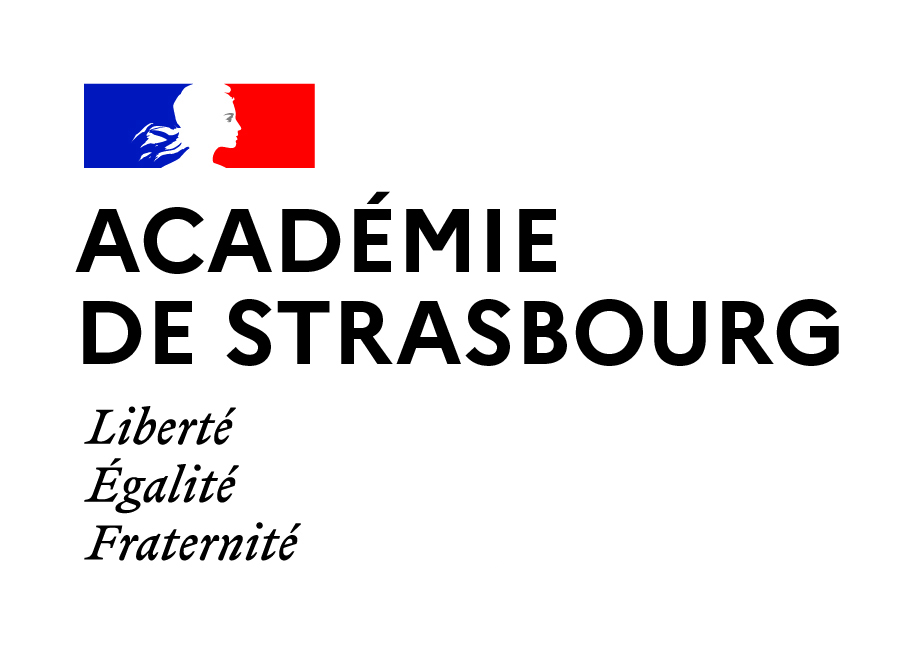 ACADÉMIE
DE STRASBOURG
Liberté
Égalité
Fraternité